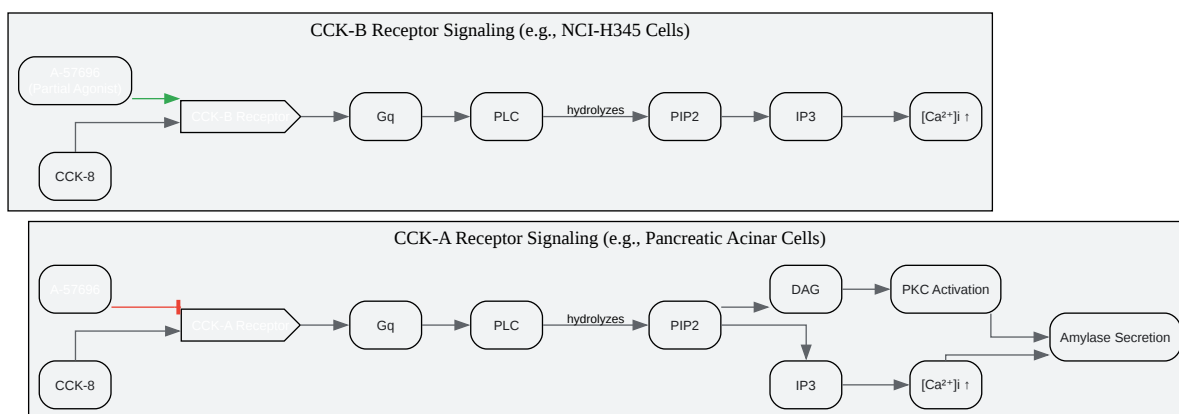 CCK-B Receptor Signaling (e.g., NCI-H345 Cells)
A-57696
(Partial Agonist)
CCK-B Receptor
Gq
PLC
hydrolyzes
PIP2
IP3
[Ca²⁺]i ↑
CCK-8
CCK-A Receptor Signaling (e.g., Pancreatic Acinar Cells)
A-57696
CCK-A Receptor
Gq
PLC
hydrolyzes
PIP2
DAG
PKC Activation
Amylase Secretion
CCK-8
IP3
[Ca²⁺]i ↑